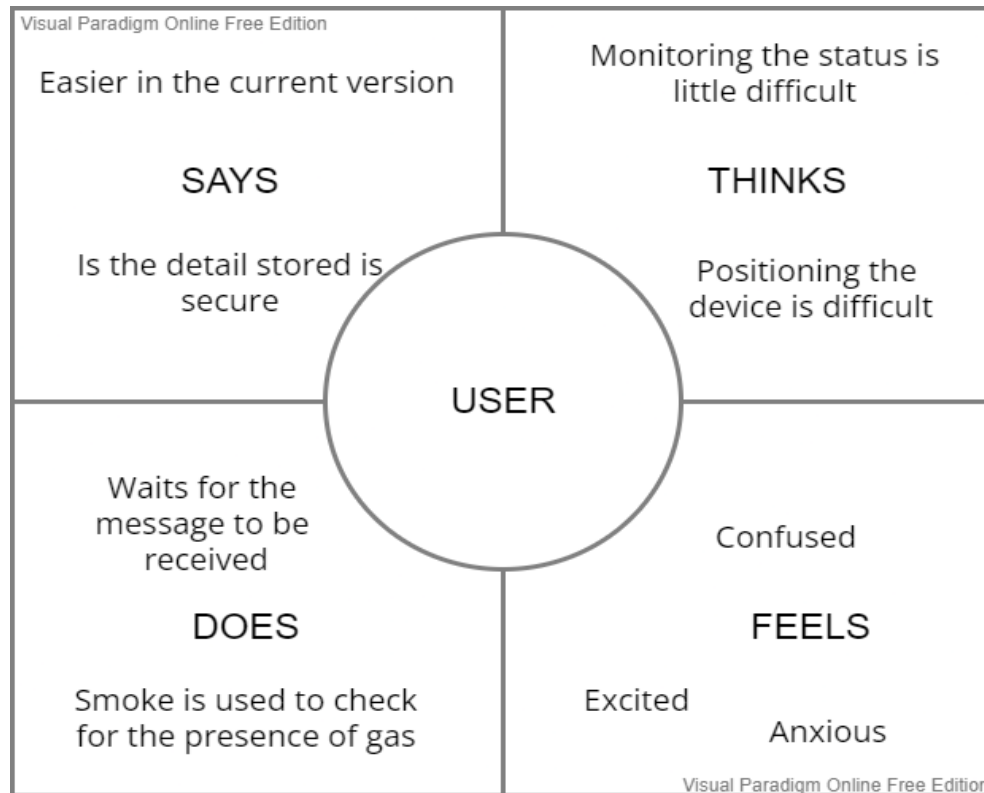 Visual Paradigm Online Free Edition
Easier in the current version
SAYS
Is the detail stored is
secure
Monitoring the status is
little difficult
THINKS
Positioning the
device is difficult
USER
Waits for the
message to be
received
DOES
Smoke is used to check
for the presence of gas
Confused
FEELS
Excited
Anxious
Visual Paradigm Online Free Edition